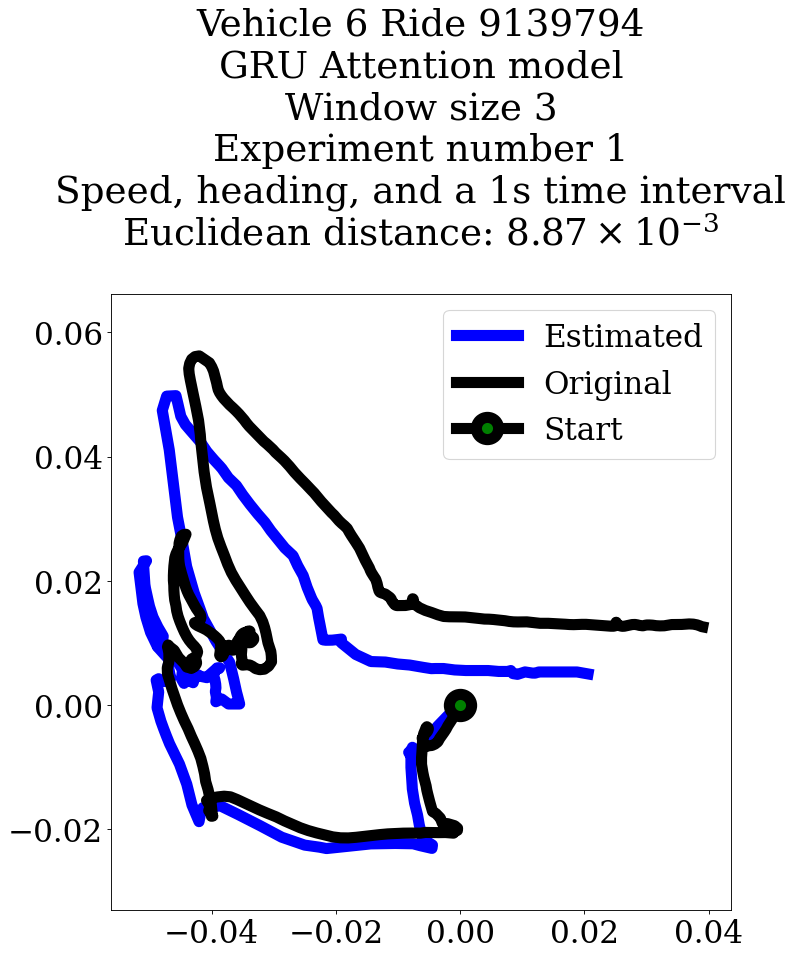 Vehicle 6 Ride 9139794
GRU Attention model
Window size 3
Experiment number 1
Speed, heading, and a 1s time interval
Euclidean distance: 8.87 × 10⁻³
0.06
0.04
0.02
0.00
−0.02
Estimated
Original
Start
−0.04
−0.02
0.00
0.02
0.04